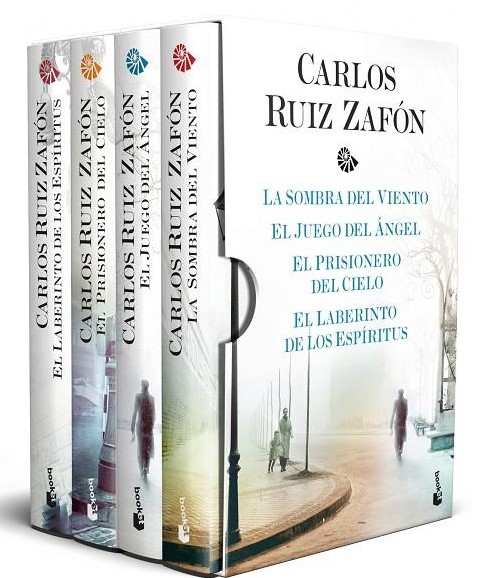 CARLOS RUIZ ZAFÓN
EL LABERINTO DE LOS ESPÍRITUS
booket
CARLOS RUIZ ZAFÓN
EL PRISIONERO DEL CIELO
booket
CARLOS RUIZ ZAFÓN
EL JUEGO DEL ÁNGEL
booket
CARLOS RUIZ ZAFÓN
LA SOMBRA DEL VIENTO
booket
CARLOS
RUIZ ZAFÓN
LA SOMBRA DEL VIENTO
EL JUEGO DEL ÁNGEL
EL PRISIONERO
DEL CIELO
EL LABERINTO
DE LOS ESPÍRITUS